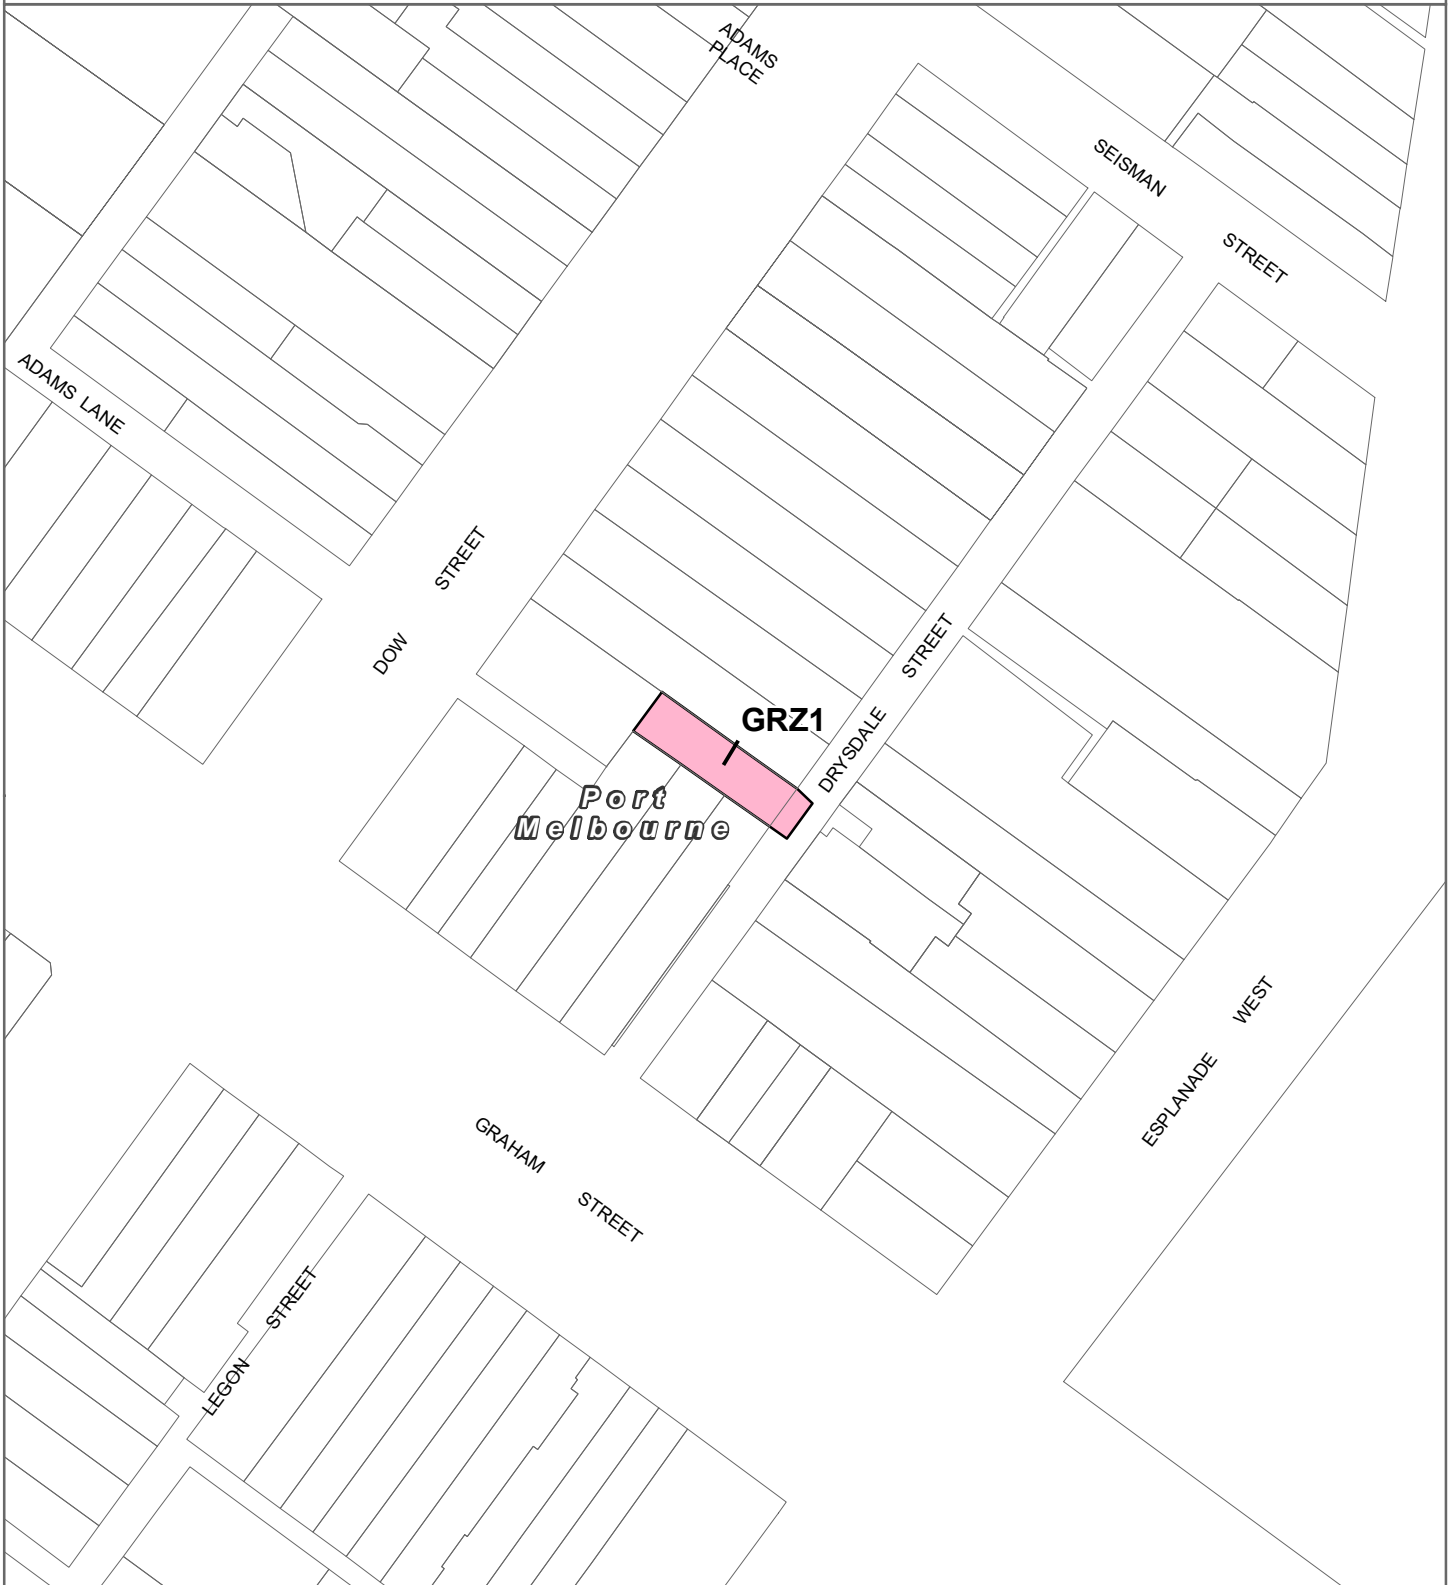 ADAMS
PLACE
SEISMAN
STREET
ADAMS LANE
STREET
DOW
STREET
GRZ1
DRYSDALE
Port
Melbourne
WEST
ESPLANADE
GRAHAM
STREET
STREET
LEGON